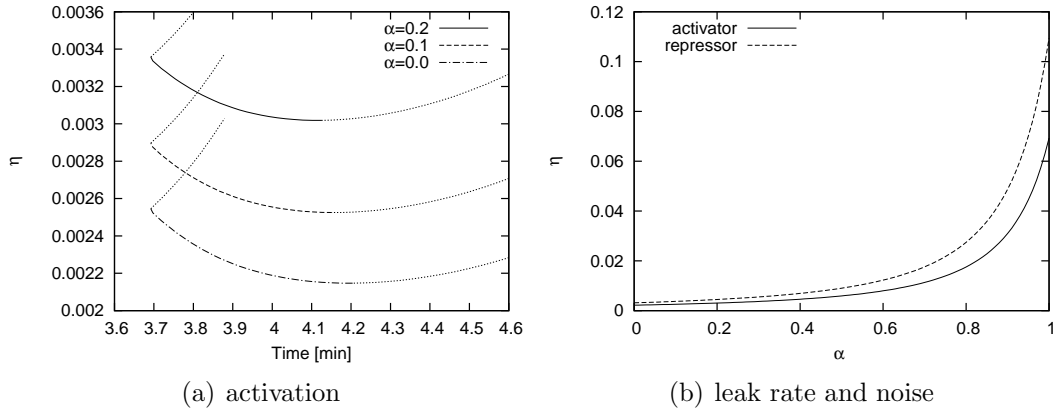 0.0036
0.0034
0.0032
0.003
0.0028
0.0026
0.0024
0.0022
0.002
η
3.6 3.7 3.8 3.9 4 4.1 4.2 4.3 4.4 4.5 4.6
Time [min]
α=0.2
α=0.1
α=0.0
(a) activation
0.12
0.1
0.08
0.06
0.04
0.02
0
η
0 0.2 0.4 0.6 0.8 1
α
activator
repressor
(b) leak rate and noise